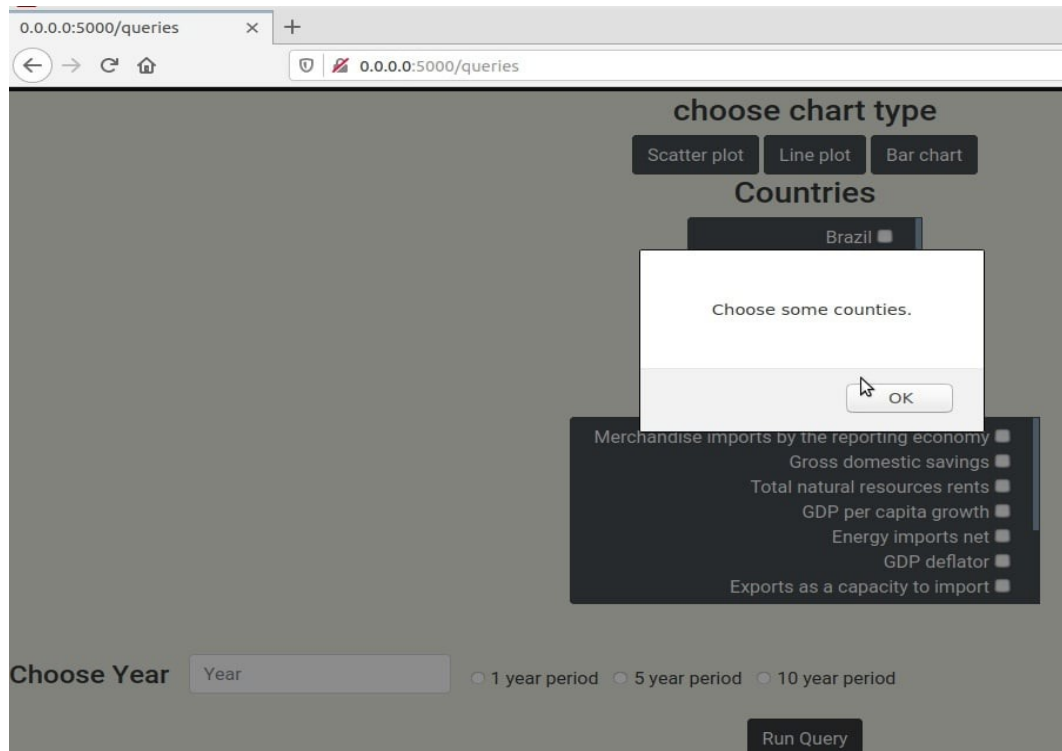 0.0.0.0:5000/queries
0.0.0.0:5000/queries
choose chart type
Scatter plot Line plot Bar chart
Countries
Brazil
Choose some counties.
OK
Merchandise imports by the reporting economy
Gross domestic savings
Total natural resources rents
GDP per capita growth
Energy imports net
GDP deflator
Exports as a capacity to import
Choose Year Year 1 year period 5 year period 10 year period
Run Query